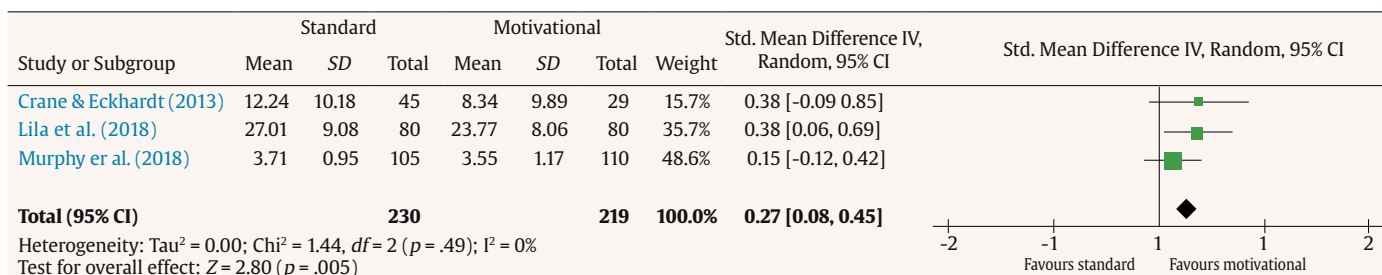 Standard Motivational Std. Mean Difference IV, Std. Mean Difference IV, Random, 95% CI
Study or Subgroup Mean SD Total Mean SD Total Weight Random, 95% CI
Crane & Eckhardt (2013) 12.24 10.18 45 8.34 9.89 29 15.7% 0.38 [-0.09 0.85]
Lila et al. (2018) 27.01 9.08 80 23.77 8.06 80 35.7% 0.38 [0.06, 0.69]
Murphy er al. (2018) 3.71 0.95 105 3.55 1.17 110 48.6% 0.15 [-0.12, 0.42]
Total (95% CI) 230 219 100.0% 0.27 [0.08, 0.45]
Heterogeneity: Tau² = 0.00; Chi² = 1.44, df = 2 (p = .49); I² = 0%
Test for overall effect: Z = 2.80 (p = .005)
-2 -1 1 1 2
Favours standard Favours motivational